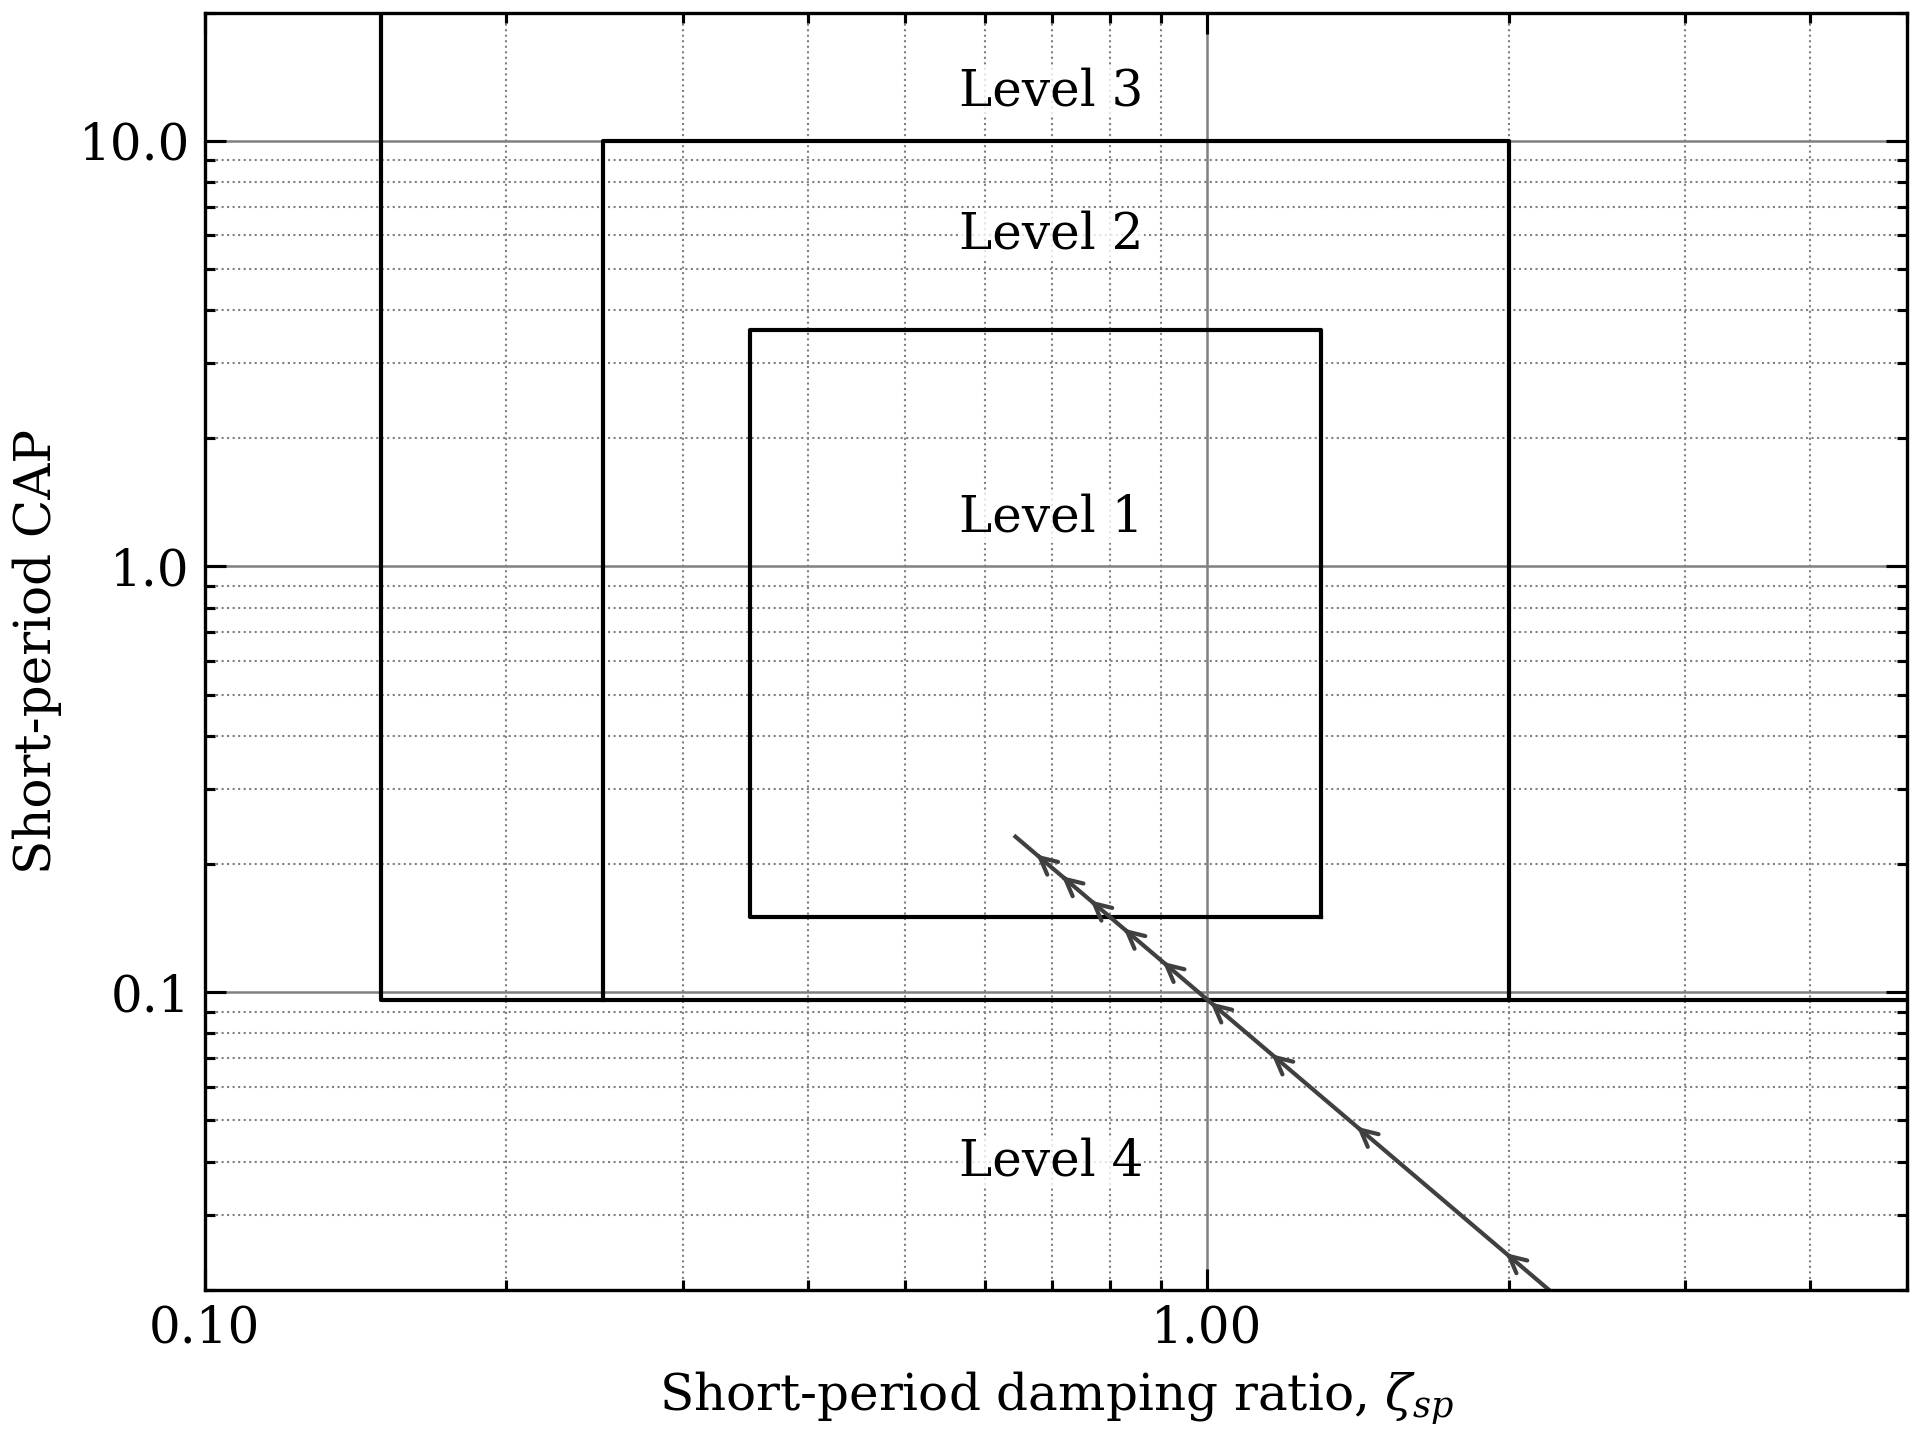 Level 3
10.0
Level 2
Level 1
1.0
Short-period CAP
0.1
Level 4
0.10
1.00
Short-period damping ratio, ζsp